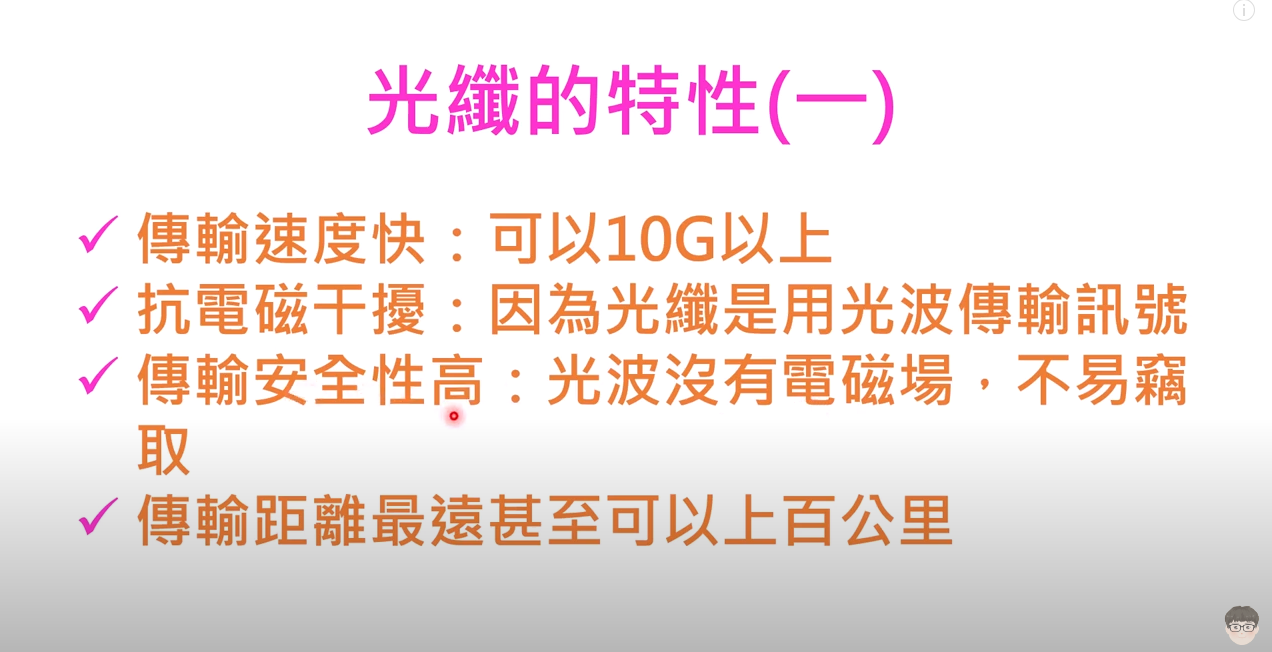 光纖的特性(一)
傳輸速度快：可以10G以上
抗電磁干擾：因為光纖是用光波傳輸訊號
傳輸安全性高：光波沒有電磁場，不易竊
取
傳輸距離最遠甚至可以上百公里